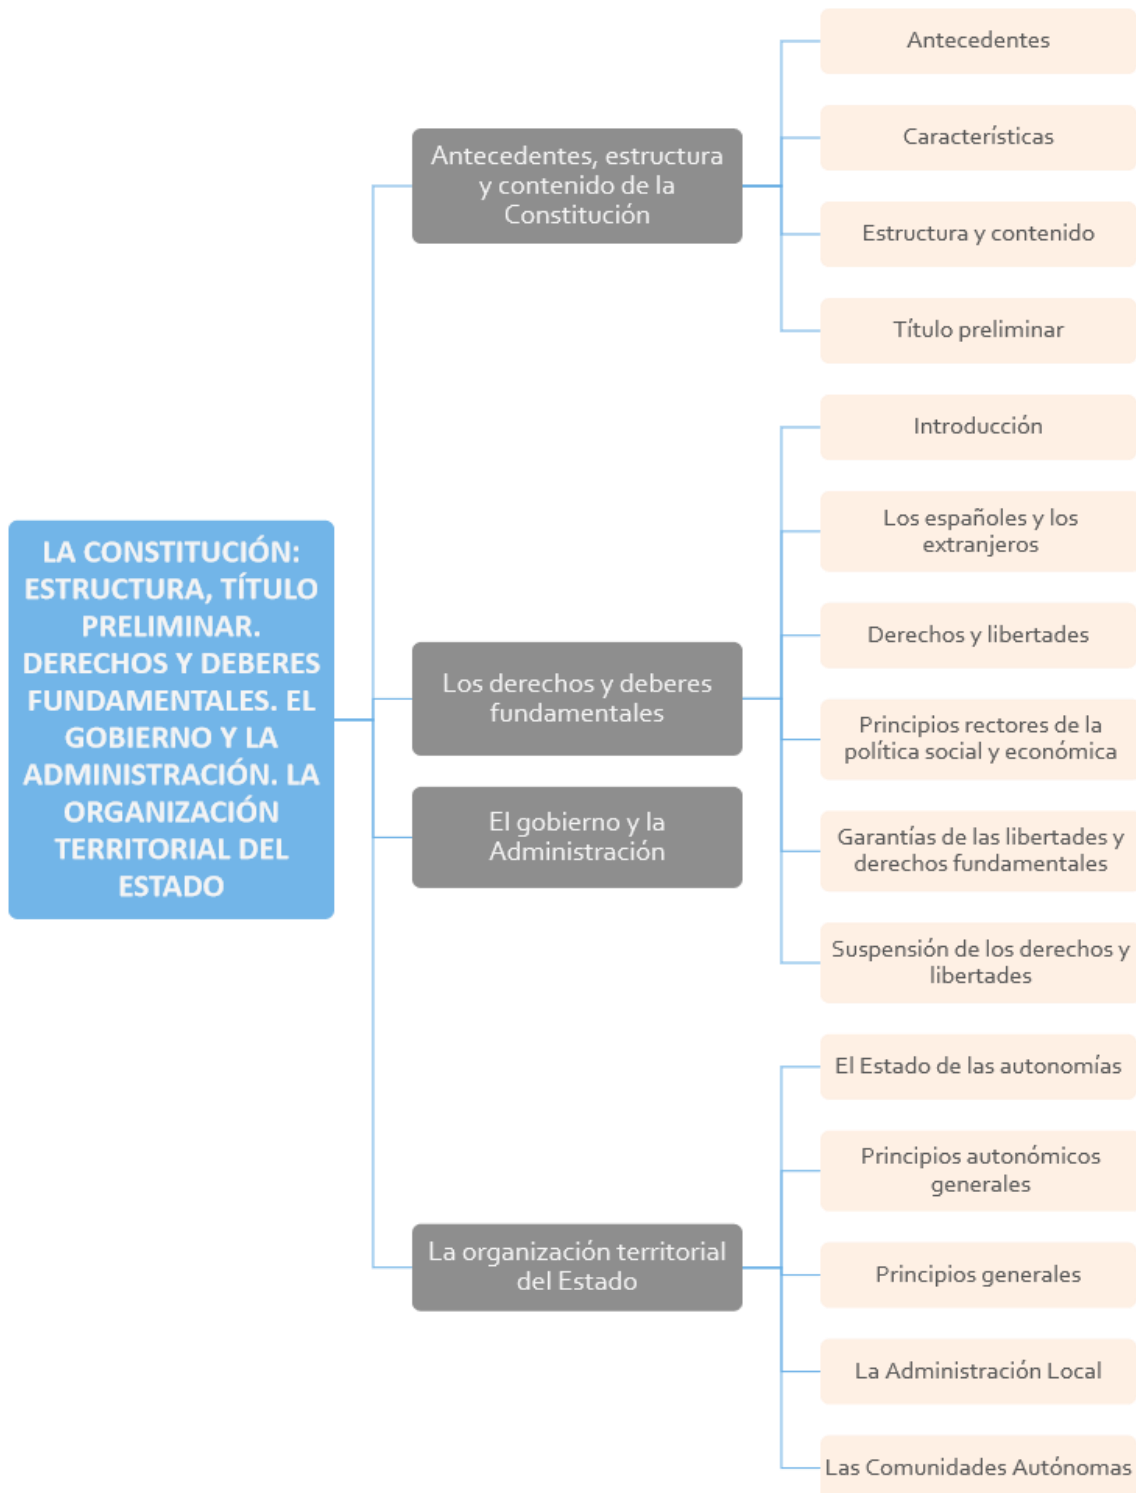 LA CONSTITUCIÓN:
ESTRUCTURA, TÍTULO
PRELIMINAR.
DERECHOS Y DEBERES
FUNDAMENTALES. EL
GOBIERNO Y LA
ADMINISTRACIÓN. LA
ORGANIZACIÓN
TERRITORIAL DEL
ESTADO
Antecedentes, estructura
y contenido de la
Constitución
Antecedentes
Características
Estructura y contenido
Título preliminar
Los derechos y deberes
fundamentales
Introducción
Los españoles y los
extranjeros
Derechos y libertades
Principios rectores de la
política social y económica
Garantías de las libertades y
derechos fundamentales
Suspensión de los derechos y
libertades
El gobierno y la
Administración
La organización territorial
del Estado
El Estado de las autonomías
Principios autonómicos
generales
Principios generales
La Administración Local
Las Comunidades Autónomas